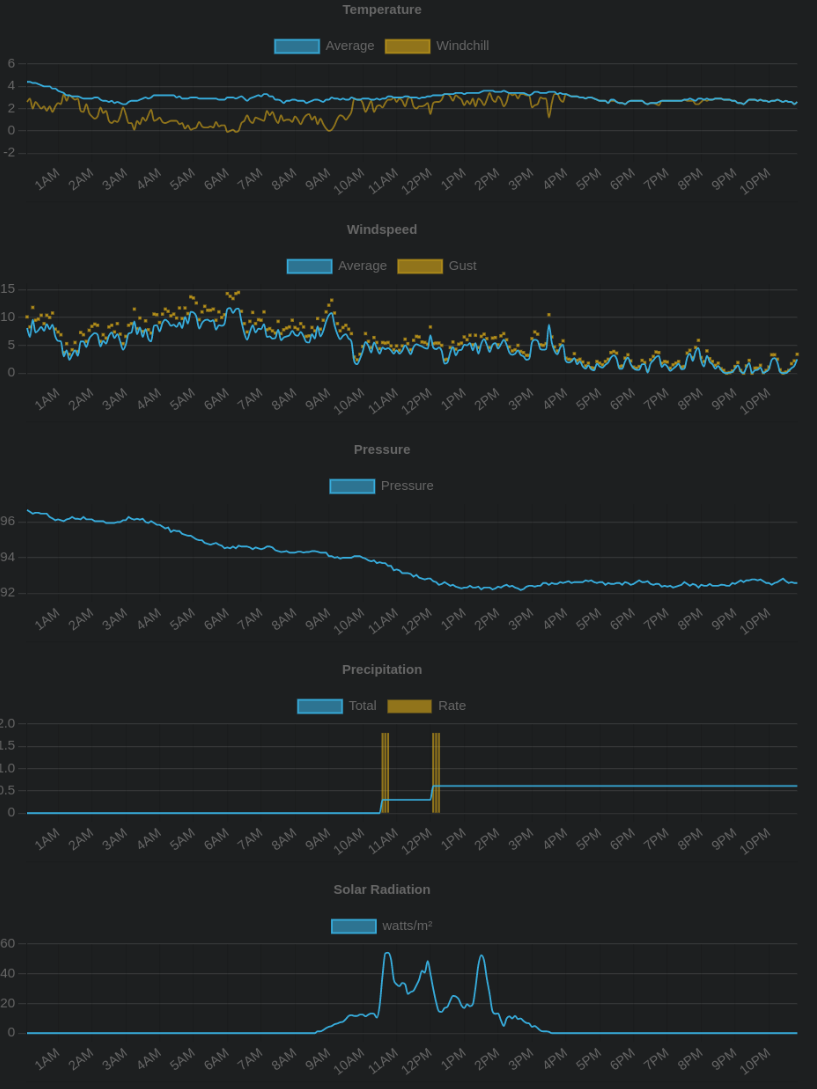 Temperature
Average Windchill
6
4
2
0
-2
1AM 2AM 3AM 4AM 5AM 6AM 7AM 8AM 9AM 10AM 11AM 12PM 1PM 2PM 3PM 4PM 5PM 6PM 7PM 8PM 9PM 10PM
Windspeed
Average Gust
15
10
5
0
1AM 2AM 3AM 4AM 5AM 6AM 7AM 8AM 9AM 10AM 11AM 12PM 1PM 2PM 3PM 4PM 5PM 6PM 7PM 8PM 9PM 10PM
Pressure
Pressure
96
94
92
1AM 2AM 3AM 4AM 5AM 6AM 7AM 8AM 9AM 10AM 11AM 12PM 1PM 2PM 3PM 4PM 5PM 6PM 7PM 8PM 9PM 10PM
Precipitation
Total Rate
2.0
1.5
1.0
0.5
0
1AM 2AM 3AM 4AM 5AM 6AM 7AM 8AM 9AM 10AM 11AM 12PM 1PM 2PM 3PM 4PM 5PM 6PM 7PM 8PM 9PM 10PM
Solar Radiation
watts/m²
60
40
20
0
1AM 2AM 3AM 4AM 5AM 6AM 7AM 8AM 9AM 10AM 11AM 12PM 1PM 2PM 3PM 4PM 5PM 6PM 7PM 8PM 9PM 10PM